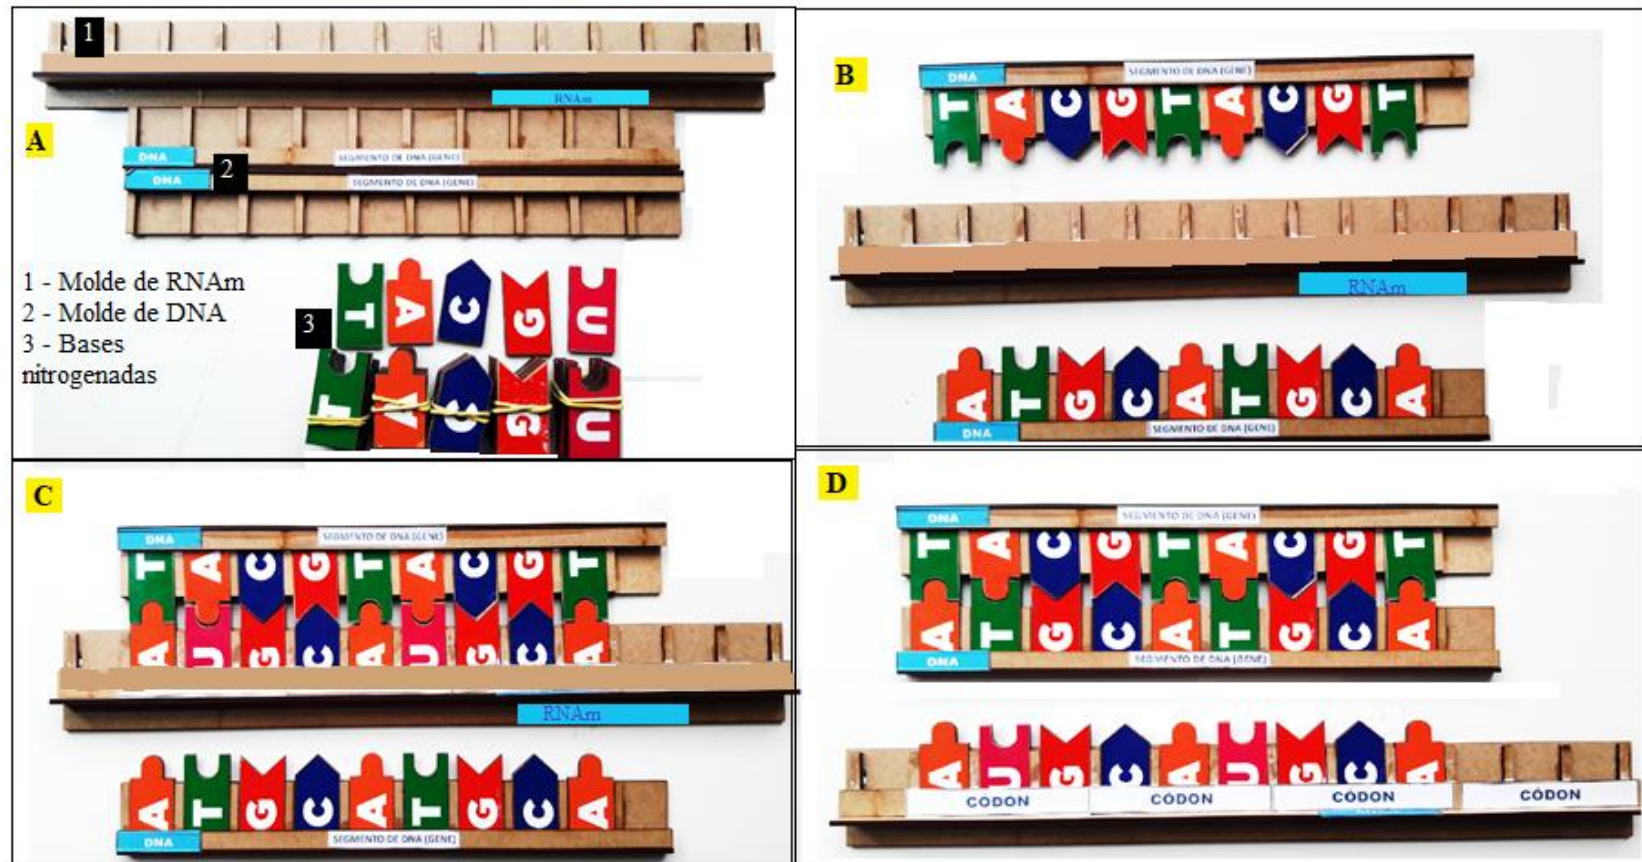 1
RNAm
A
DNA
SEGMENTO DE DNA (GENE)
DNA
2
SEGMENTO DE DNA (GENE)
1 - Molde de RNAm
2 - Molde de DNA
3 - Bases
nitrogenadas
3
T A C G U
T A C G U
B
DNA
SEGMENTO DE DNA (GENE)
T A C G T A C G T
RNAm
A T G C A T G C A
DNA
SEGMENTO DE DNA (GENE)
C
DNA
SEGMENTO DE DNA (GENE)
T A C G T A C G T
A U G C A U G C A
RNAm
A T G C A T G C A
DNA
SEGMENTO DE DNA (GENE)
D
DNA
SEGMENTO DE DNA (GENE)
T A C G T A C G T
A T G C A T G C A
DNA
SEGMENTO DE DNA (GENE)
A U G C A U G C A
CÓDON CÓDON CÓDON CÓDON